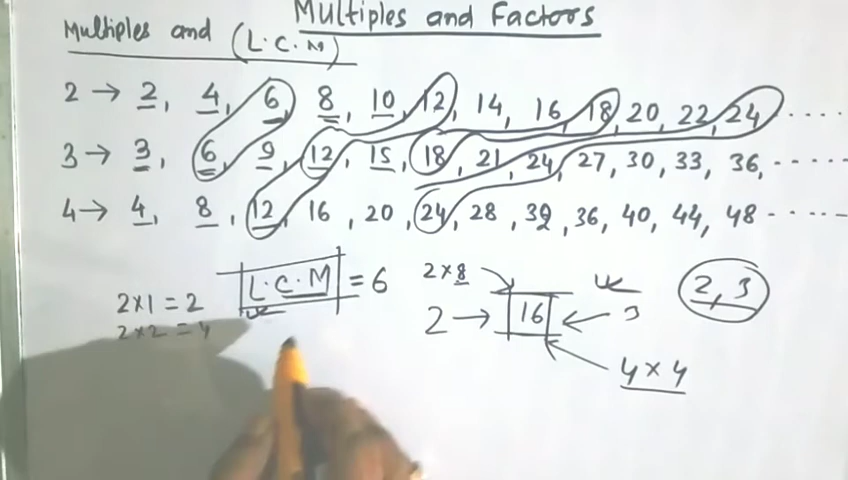 Multiples and Factors
Multiples and (L.C.M)
2 → 2, 4, 6, 8, 10, 12, 14, 16, 18, 20, 22, 24 .....
3 → 3, 6, 9, 12, 15, 18, 21, 24, 27, 30, 33, 36, .....
4 → 4, 8, 12, 16, 20, 24, 28, 32, 36, 40, 44, 48 .....
2×1 = 2
2×2 = 4
L.C.M = 6
2×8
2 → 16 ← 3
4×4
2, 3